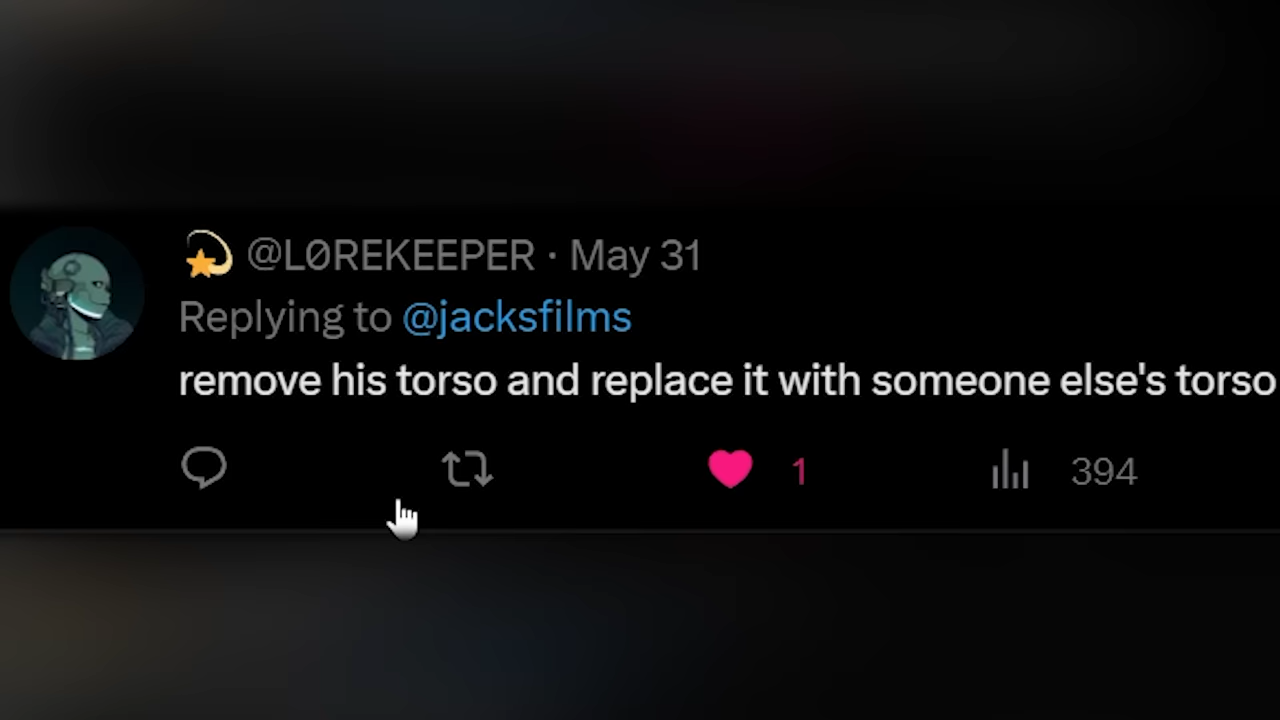 💫 @LØREKEEPER · May 31
Replying to @jacksfilms
remove his torso and replace it with someone else's torso
1 394